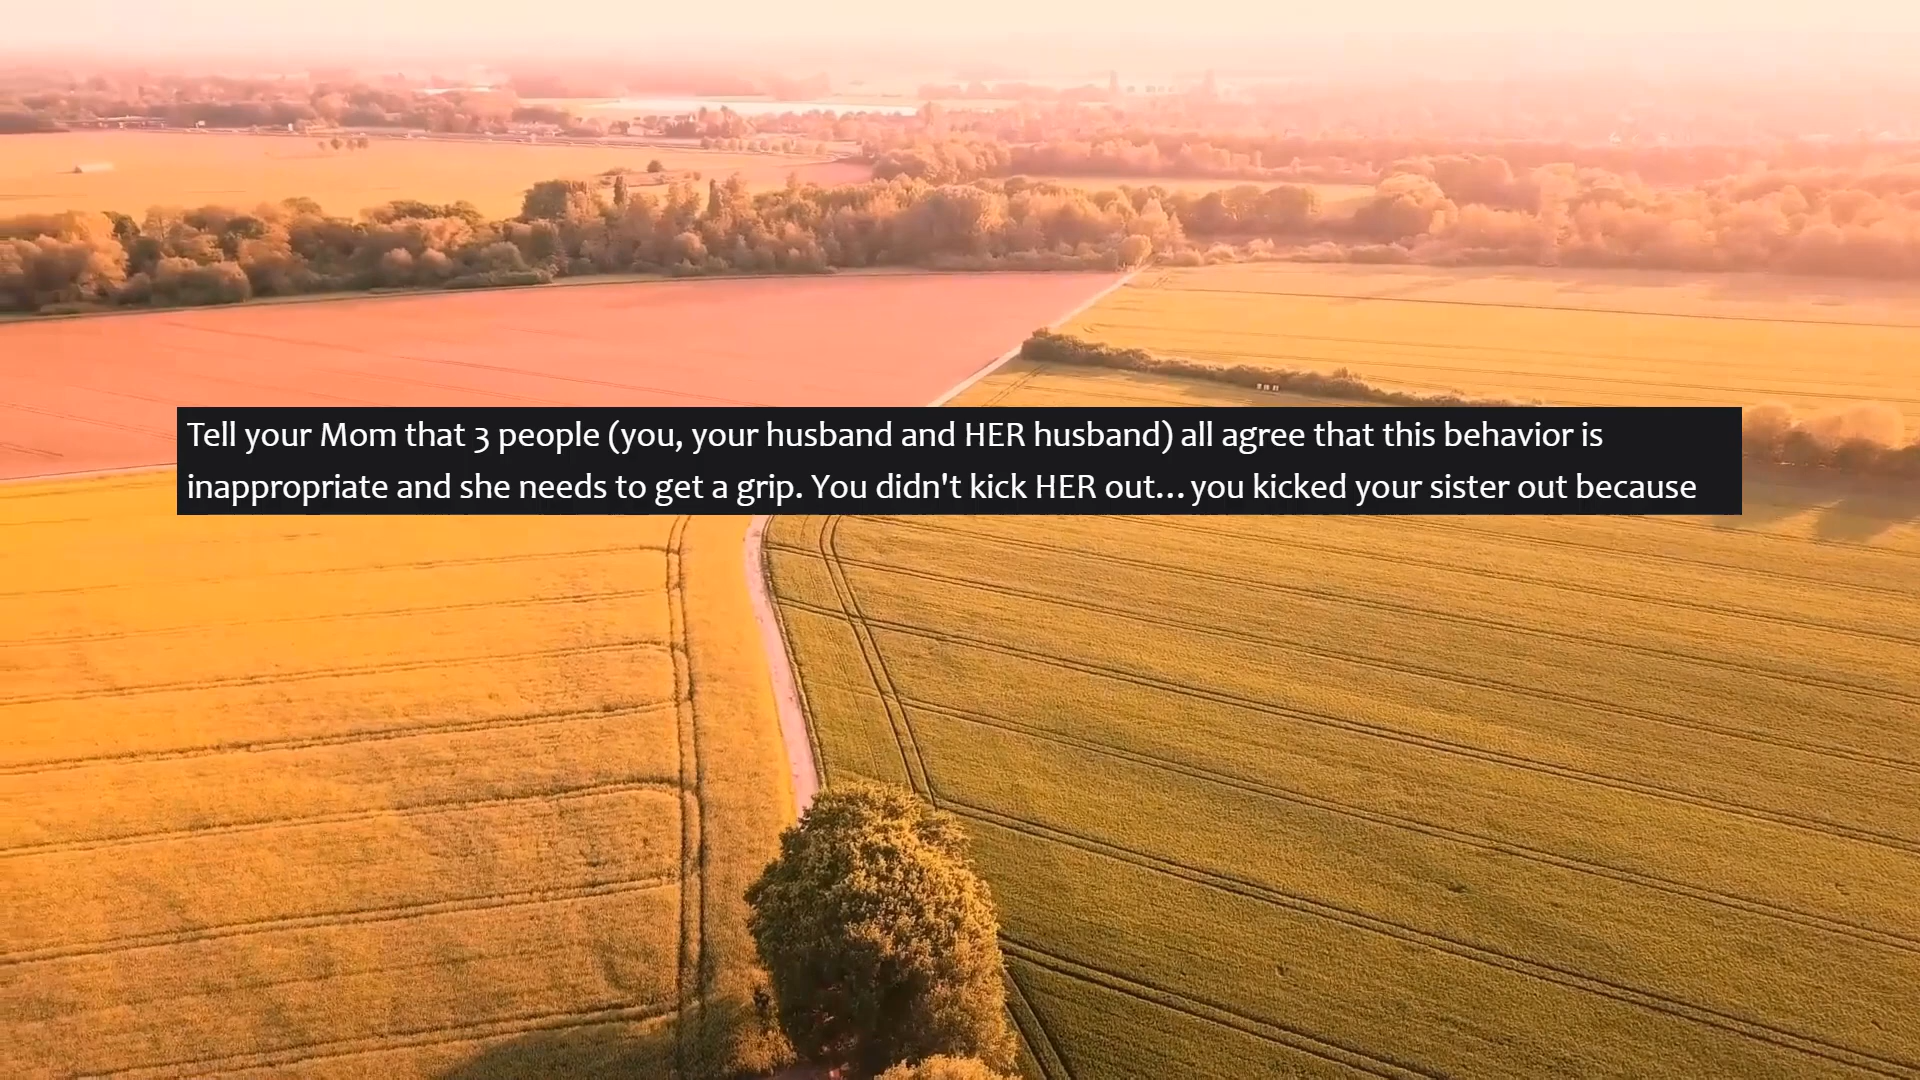 Tell your Mom that 3 people (you, your husband and HER husband) all agree that this behavior is
inappropriate and she needs to get a grip. You didn't kick HER out... you kicked your sister out because